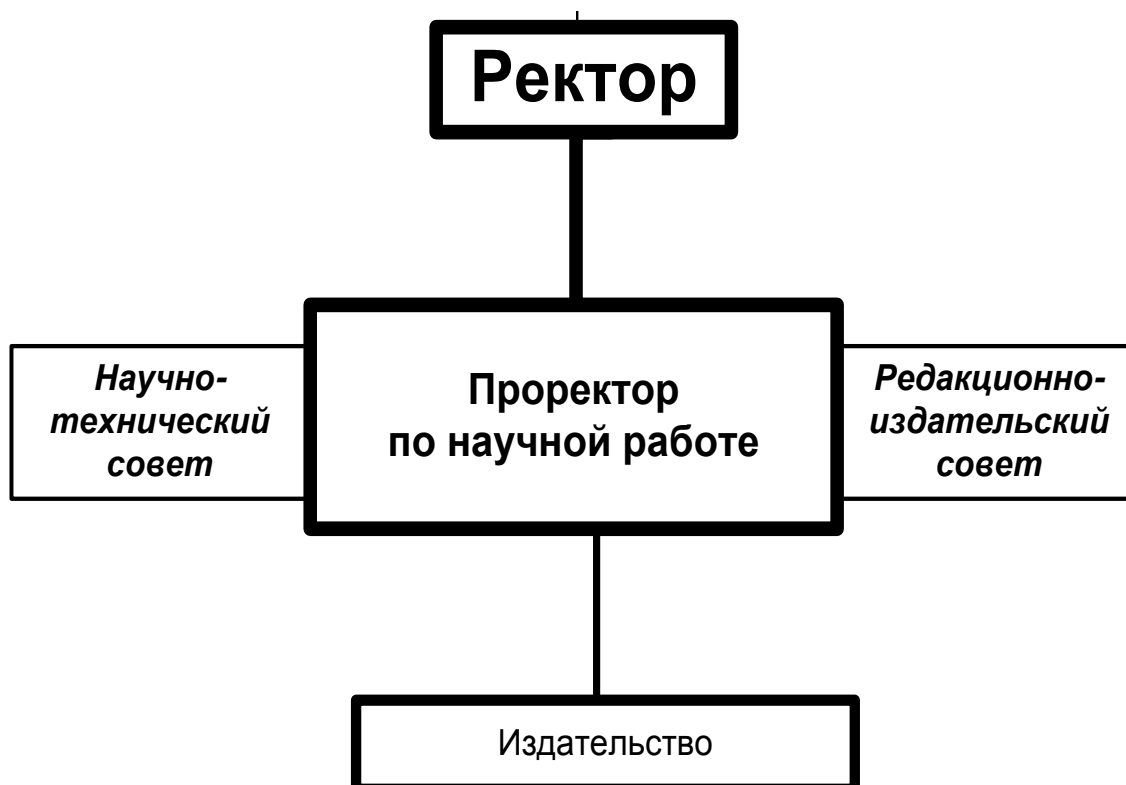 Ректор
Научно-
технический
совет
Проректор
по научной работе
Редакционно-
издательский
совет
Издательство